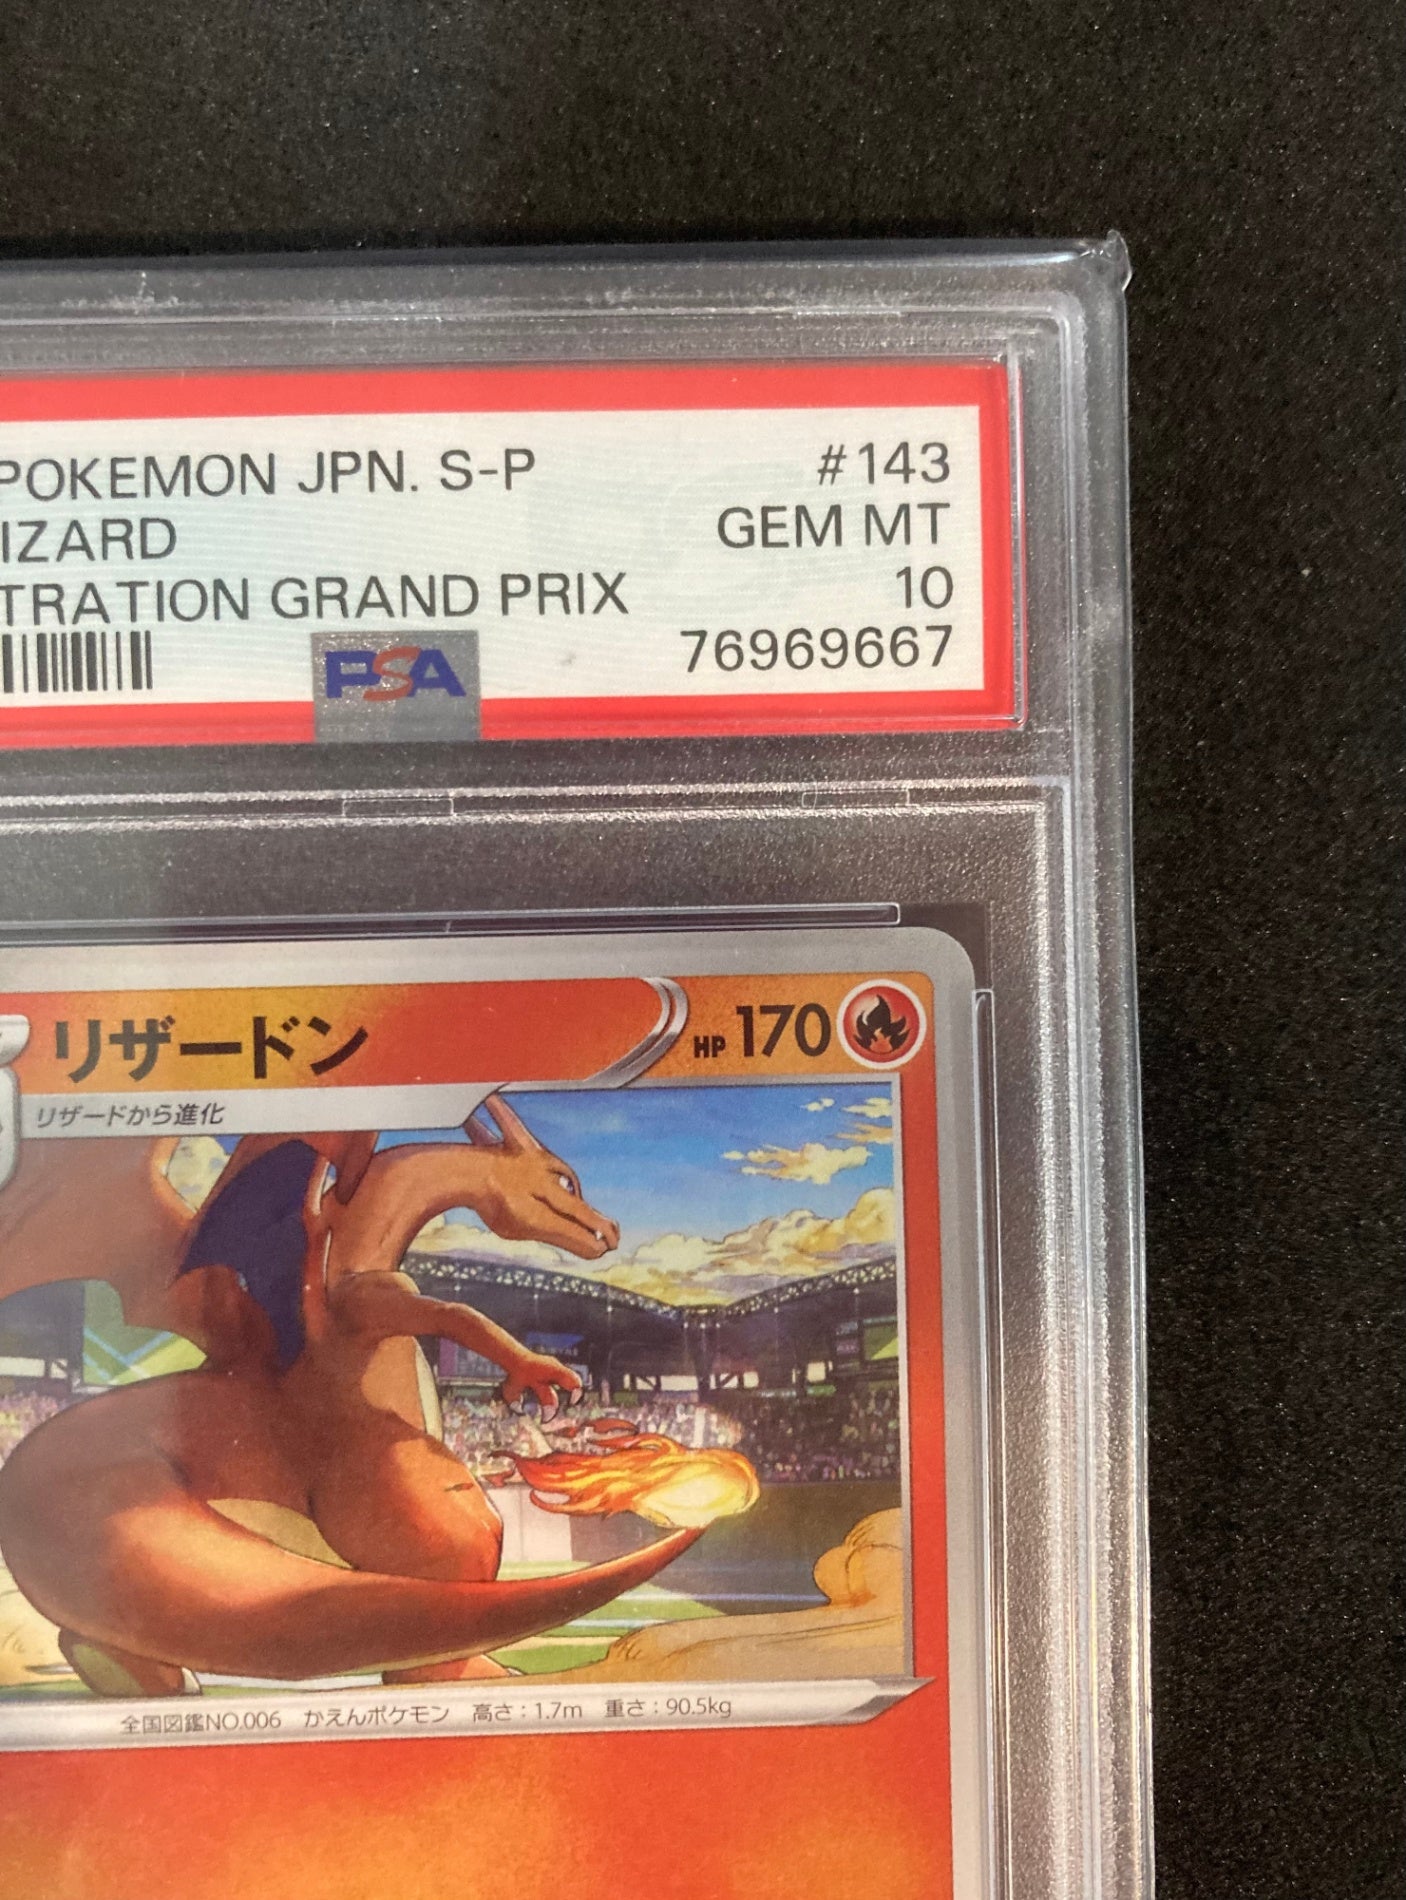 POKEMON JPN. S-P #143
IZARD GEM MT
TRATION GRAND PRIX 10
PSA 76969667
リザードン HP 170
リザードから進化
全国図鑑NO.006 かえんポケモン 高さ：1.7m 重さ：90.5kg